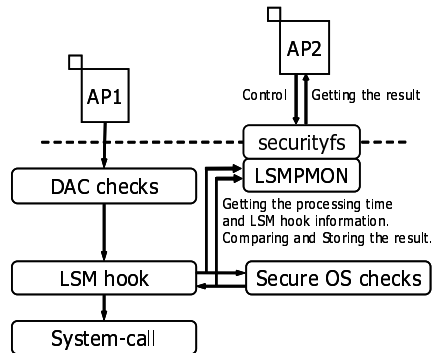 AP2
AP1
Control
Getting the result
securityfs
DAC checks
LSMPMON
Getting the processing time
and LSM hook information.
Comparing and Storing the result.
LSM hook
Secure OS checks
System-call